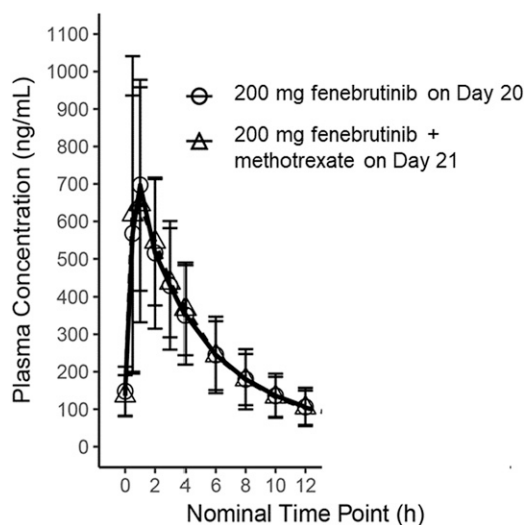 1100
1000
900
800
700
600
500
400
300
200
100
0
Plasma Concentration (ng/mL)
200 mg fenebrutinib on Day 20
200 mg fenebrutinib +
methotrexate on Day 21
0 2 4 6 8 10 12
Nominal Time Point (h)